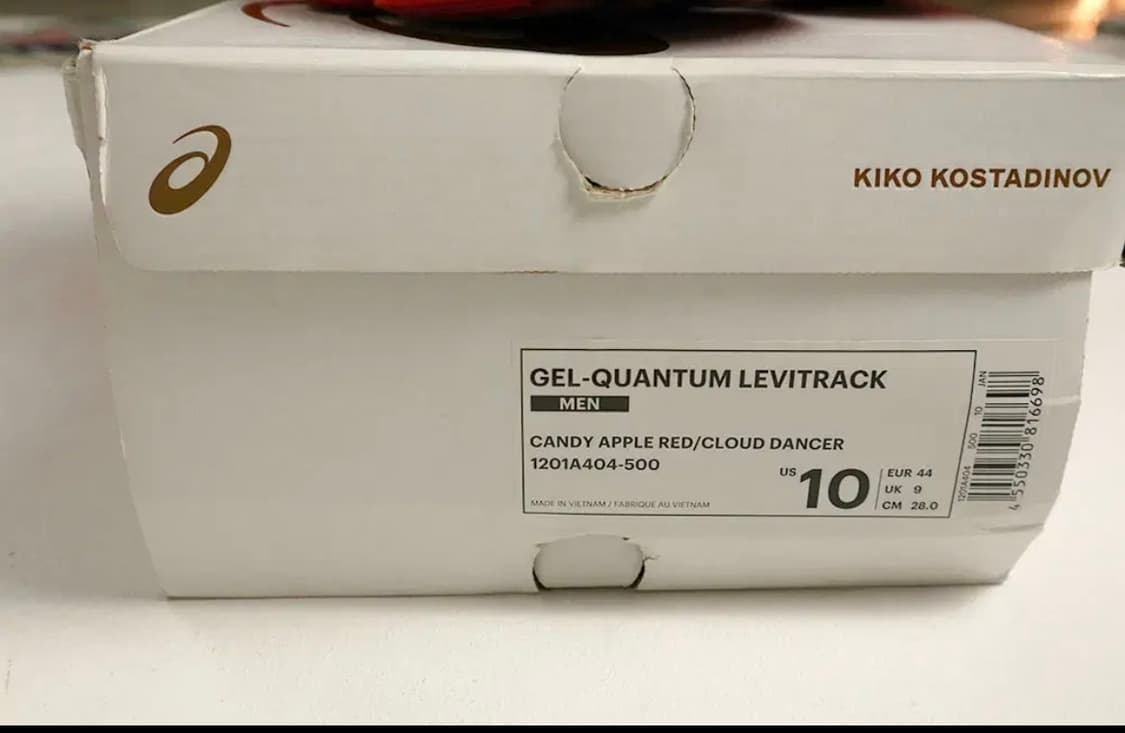 KIKO KOSTADINOV
GEL-QUANTUM LEVITRACK
MEN
CANDY APPLE RED/CLOUD DANCER
1201A404-500
US 10
EUR 44
UK 9
CM 28.0
MADE IN VIETNAM / FABRIQUE AU VIETNAM
1201A404 500 10 JAN
4 550330 816698